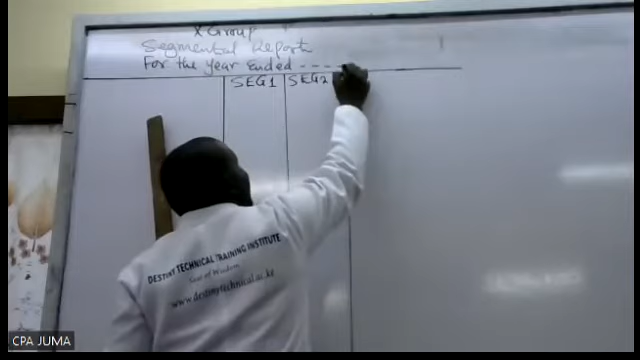 X Group
Segmental Report
For the Year Ended - - - -
SEG1 SEG2
DESTINY TECHNICAL TRAINING INSTITUTE
Seat of Wisdom
www.destiny.ac.ke
CPA JUMA